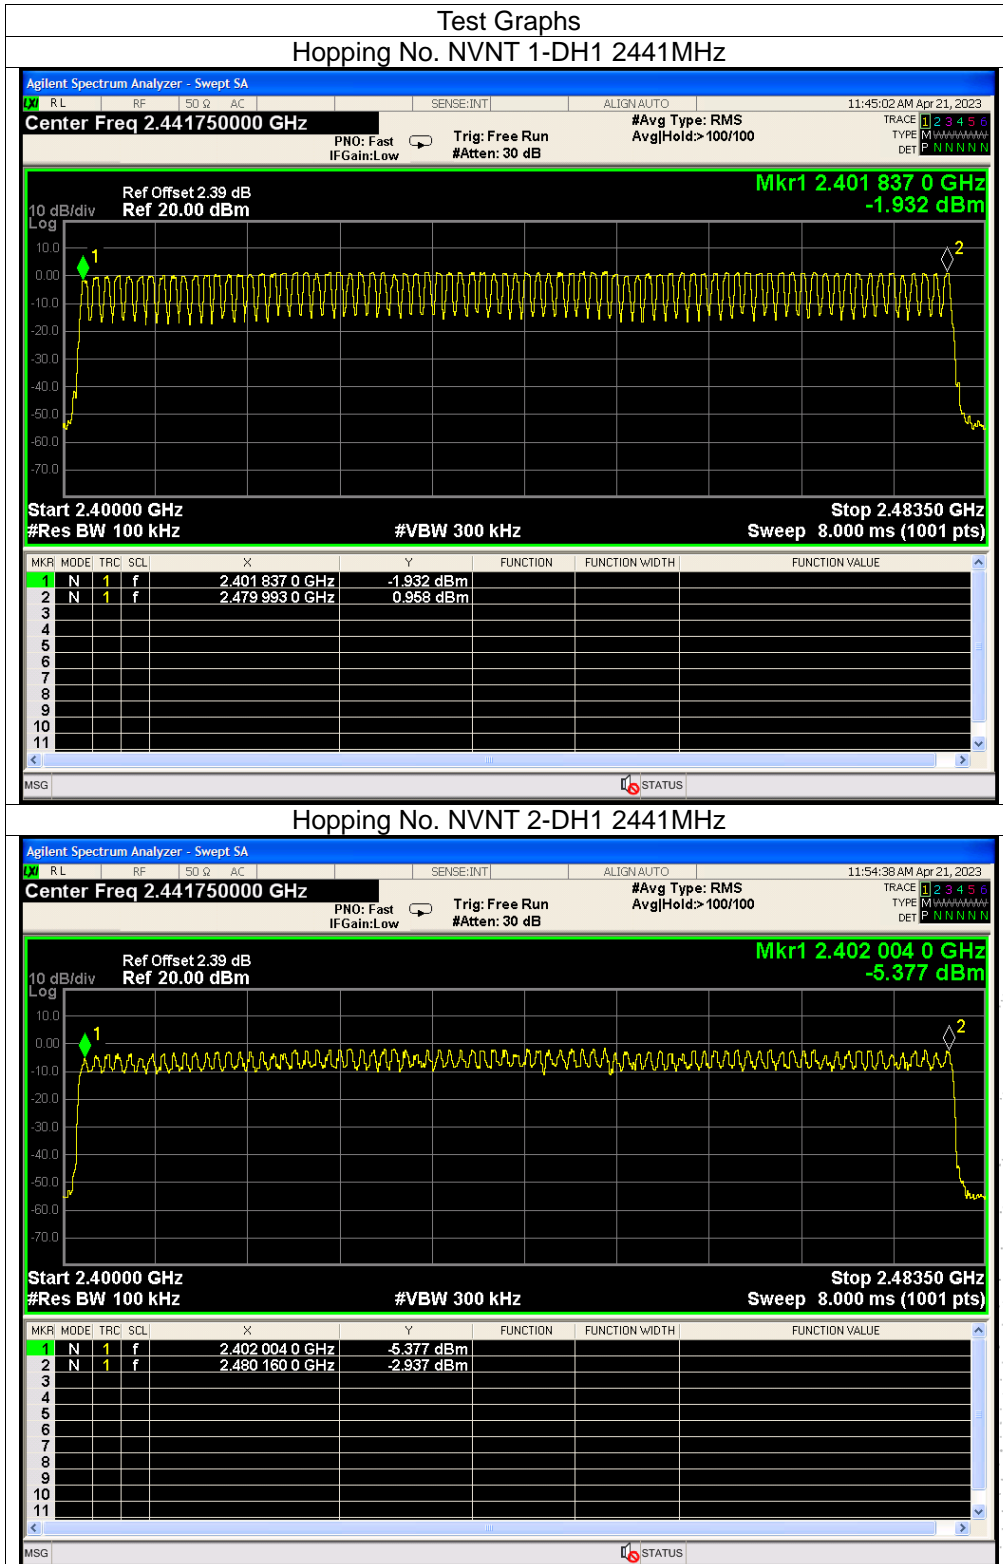 Test Graphs
Hopping No. NVNT 1-DH1 2441MHz
Agilent Spectrum Analyzer - Swept SA
LXI RL RF 50 Ω AC SENSE:INT ALIGN AUTO 11:45:02 AM Apr 21, 2023
Center Freq 2.441750000 GHz #Avg Type: RMS TRACE 1 2 3 4 5 6
PNO: Fast Trig: Free Run Avg|Hold:>100/100 TYPE M WWWWW
IFGain:Low #Atten: 30 dB DET P N N N N N
Mkr1 2.401 837 0 GHz
Ref Offset 2.39 dB -1.932 dBm
10 dB/div Ref 20.00 dBm
Log
10.0
1 2
0.00
-10.0
-20.0
-30.0
-40.0
-50.0
-60.0
-70.0
Start 2.40000 GHz Stop 2.48350 GHz
#Res BW 100 kHz #VBW 300 kHz Sweep 8.000 ms (1001 pts)
MKR MODE TRC SCL X Y FUNCTION FUNCTION WIDTH FUNCTION VALUE
1 N 1 f 2.401 837 0 GHz -1.932 dBm
2 N 1 f 2.479 993 0 GHz 0.958 dBm
3
4
5
6
7
8
9
10
11
MSG STATUS
Hopping No. NVNT 2-DH1 2441MHz
Agilent Spectrum Analyzer - Swept SA
LXI RL RF 50 Ω AC SENSE:INT ALIGN AUTO 11:54:38 AM Apr 21, 2023
Center Freq 2.441750000 GHz #Avg Type: RMS TRACE 1 2 3 4 5 6
PNO: Fast Trig: Free Run Avg|Hold:>100/100 TYPE M WWWWW
IFGain:Low #Atten: 30 dB DET P N N N N N
Mkr1 2.402 004 0 GHz
Ref Offset 2.39 dB -5.377 dBm
10 dB/div Ref 20.00 dBm
Log
10.0
1 2
0.00
-10.0
-20.0
-30.0
-40.0
-50.0
-60.0
-70.0
Start 2.40000 GHz Stop 2.48350 GHz
#Res BW 100 kHz #VBW 300 kHz Sweep 8.000 ms (1001 pts)
MKR MODE TRC SCL X Y FUNCTION FUNCTION WIDTH FUNCTION VALUE
1 N 1 f 2.402 004 0 GHz -5.377 dBm
2 N 1 f 2.480 160 0 GHz -2.937 dBm
3
4
5
6
7
8
9
10
11
MSG STATUS